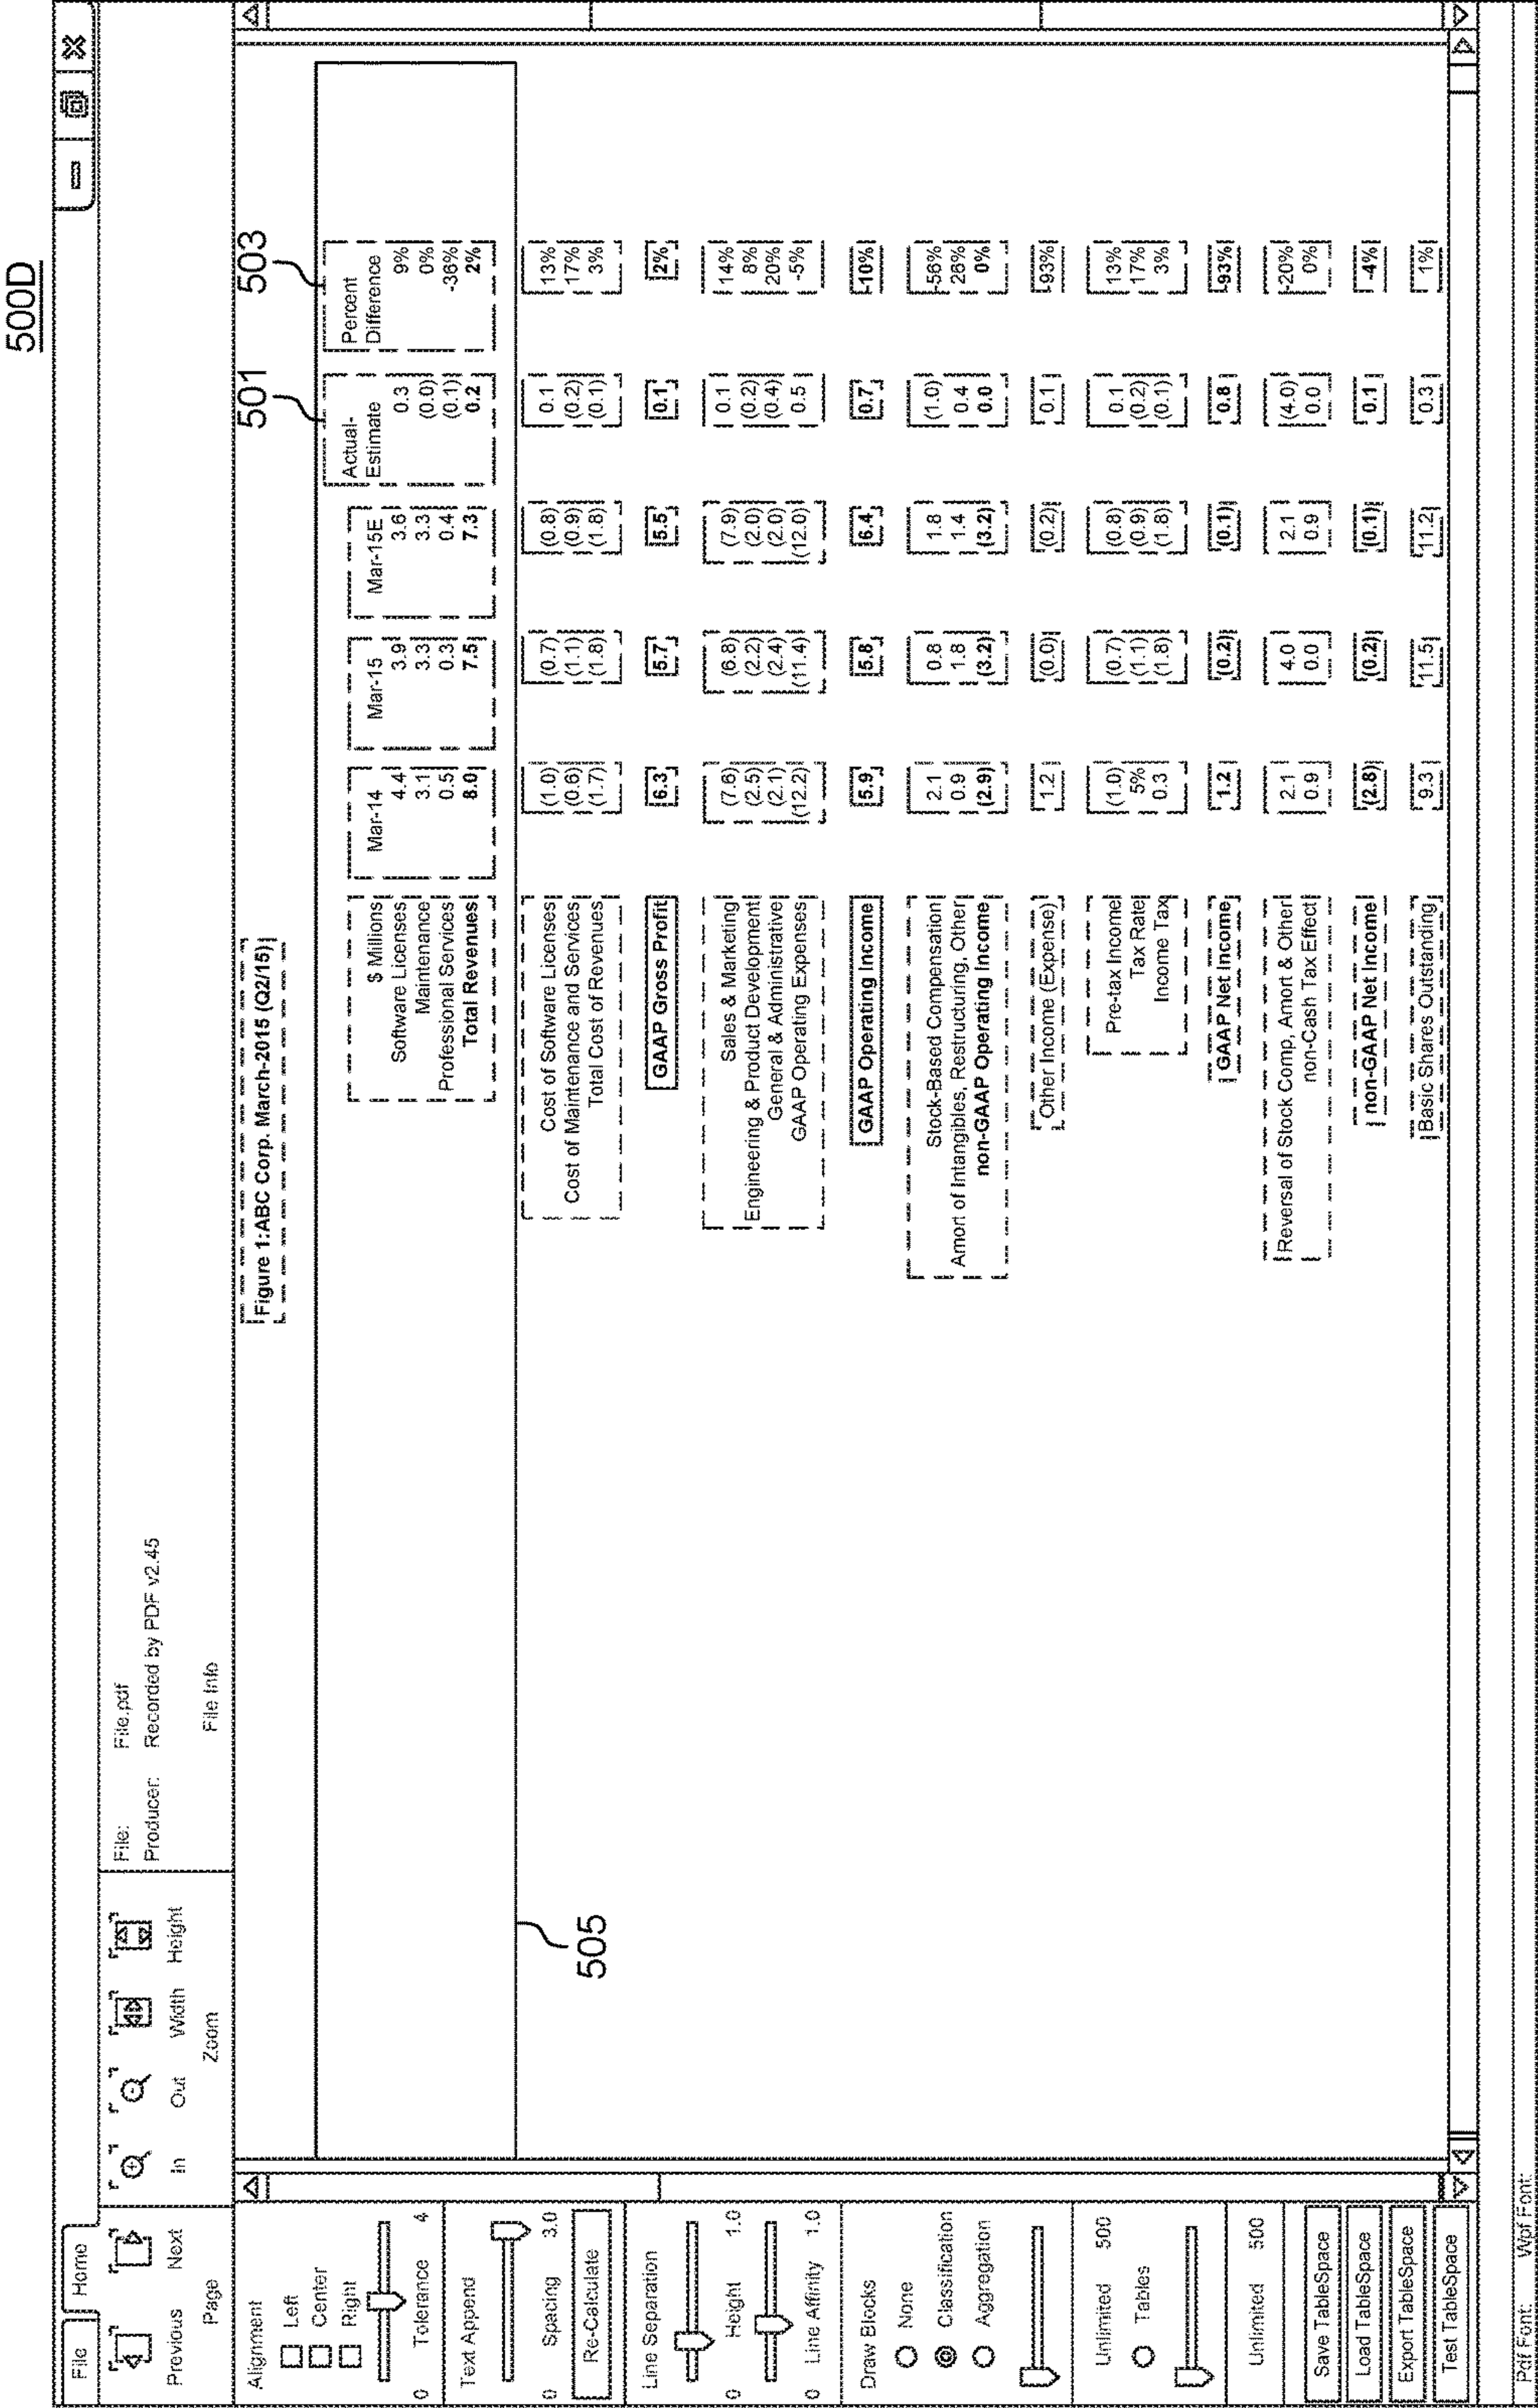 500D
File Home
Previous Next
Page
In Out Width Height
Zoom
File: File.pdf
Producer: Recorded by PDF v2.45
File Info
Alignment
Left
Center
Right
0 Tolerance 4
Text Append
0 Spacing 3.0
Re-Calculate
Line Separation
0 Height 1.0
0 Line Affinity 1.0
Draw Blocks
None
Classification
Aggregation
Unlimited 500
Tables
Unlimited 500
Save TableSpace
Load TableSpace
Export TableSpace
Test TableSpace
Figure 1:ABC Corp. March-2015 (Q2/15)
501 503
$ Millions Mar-14 Mar-15 Mar-15E Actual-Estimate Percent Difference
Software Licenses 4.4 3.9 3.6 0.3 9%
Maintenance 3.1 3.3 3.3 (0.0) 0%
Professional Services 0.5 0.3 0.4 (0.1) -36%
Total Revenues 8.0 7.5 7.3 0.2 2%
505
Cost of Software Licenses (1.0) (0.7) (0.8) 0.1 13%
Cost of Maintenance and Services (0.6) (1.1) (0.9) (0.2) 17%
Total Cost of Revenues (1.7) (1.8) (1.8) (0.1) 3%
GAAP Gross Profit 6.3 5.7 5.5 0.1 2%
Sales & Marketing (7.6) (6.8) (7.9) 0.1 14%
Engineering & Product Development (2.5) (2.2) (2.0) (0.2) 8%
General & Administrative (2.1) (2.4) (2.0) (0.4) 20%
GAAP Operating Expenses (12.2) (11.4) (12.0) 0.5 -5%
GAAP Operating Income 5.9 5.8 6.4 0.7 -10%
Stock-Based Compensation 2.1 0.8 1.8 (1.0) -56%
Amort of Intangibles, Restructuring, Other 0.9 1.8 1.4 0.4 26%
non-GAAP Operating Income (2.9) (3.2) (3.2) 0.0 0%
Other Income (Expense) 1.2 (0.0) (0.2) 0.1 -93%
Pre-tax Income (1.0) (0.7) (0.8) 0.1 13%
Tax Rate 5% (1.1) (0.9) (0.2) 17%
Income Tax 0.3 (1.8) (1.8) (0.1) 3%
GAAP Net Income 1.2 (0.2) (0.1) 0.8 -93%
Reversal of Stock Comp, Amort & Other 2.1 4.0 2.1 (4.0) -20%
non-Cash Tax Effect 0.9 0.0 0.9 0.0 0%
non-GAAP Net Income (2.8) (0.2) (0.1) 0.1 -4%
Basic Shares Outstanding 9.3 11.5 11.2 0.3 1%
Pdf Font: Wpf Font: